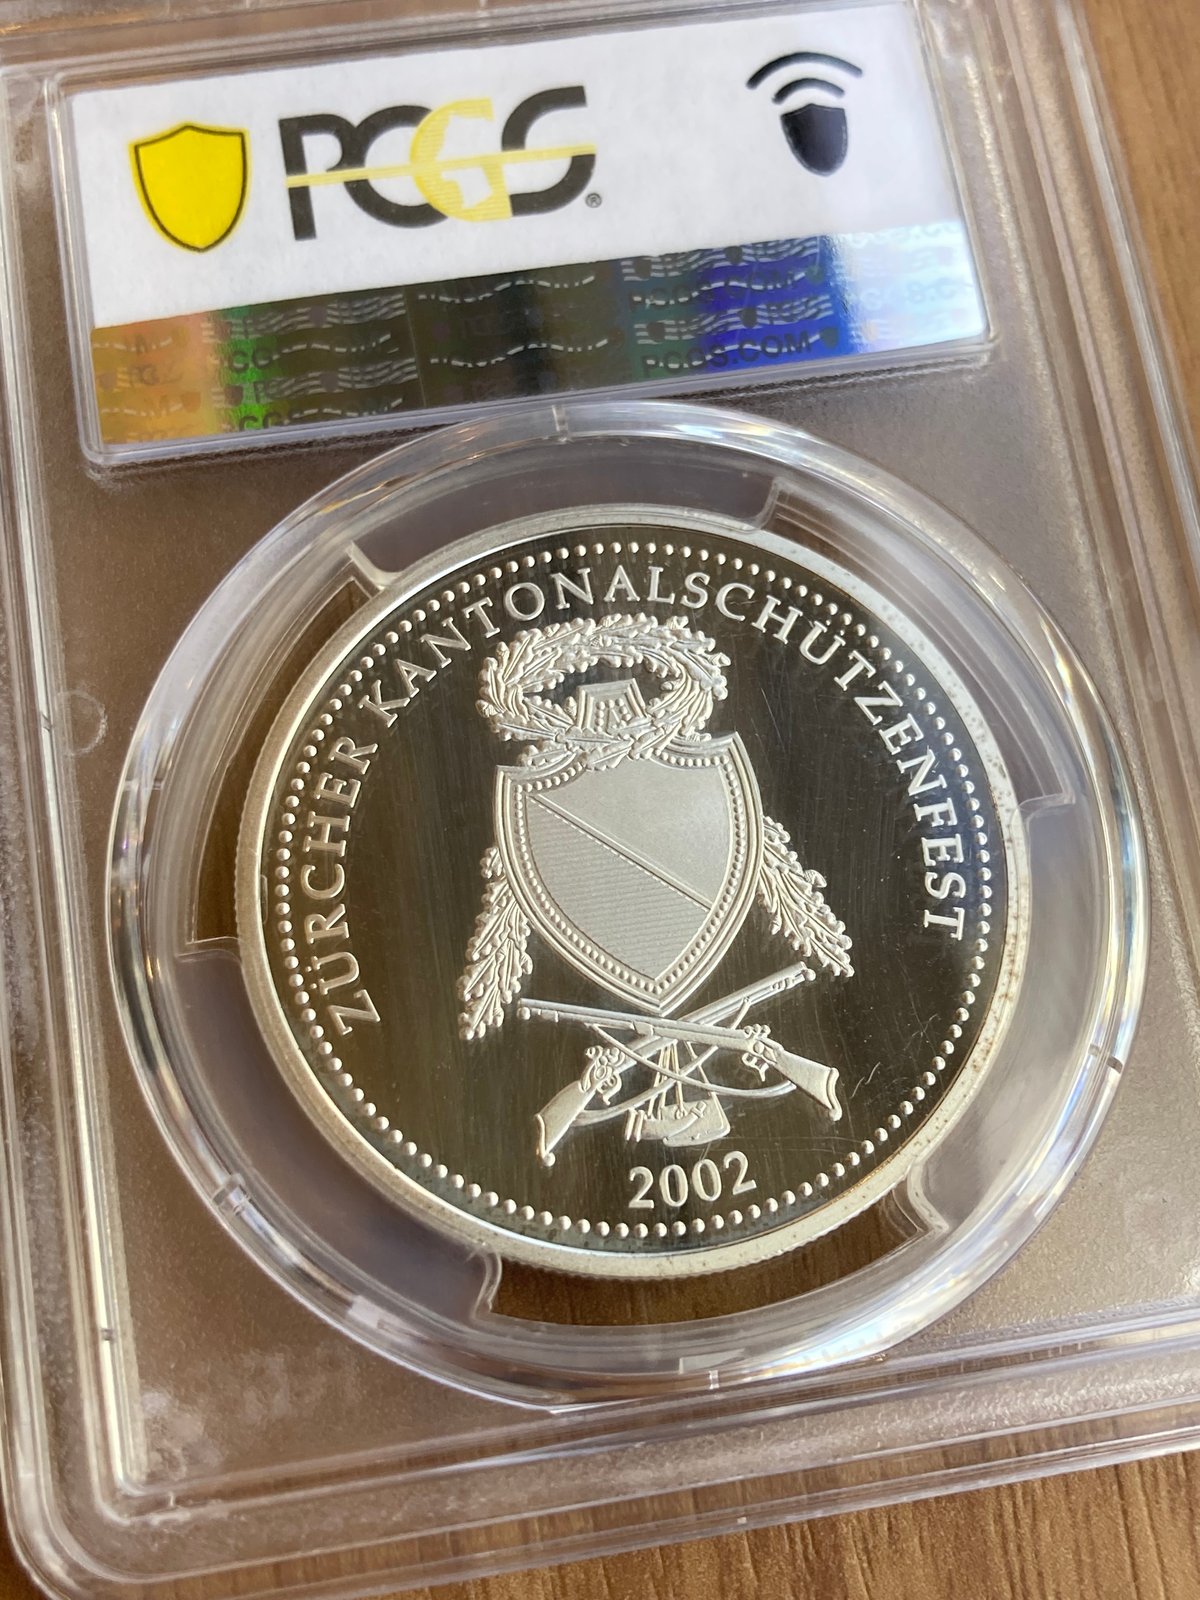 PCGS®
PCGS.COM
ZÜRCHER KANTONALSCHÜTZENFEST
2002